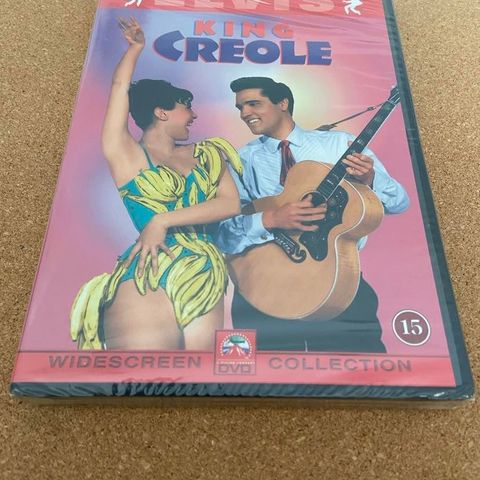 ELVIS
KING
CREOLE
15
WIDESCREEN DVD COLLECTION